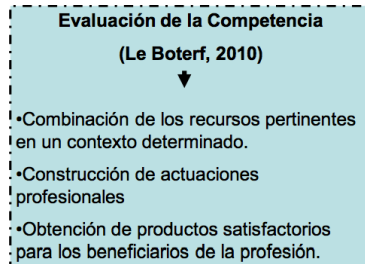 Evaluación de la Competencia
(Le Boterf, 2010)
•Combinación de los recursos pertinentes
en un contexto determinado.
•Construcción de actuaciones
profesionales
•Obtención de productos satisfactorios
para los beneficiarios de la profesión.